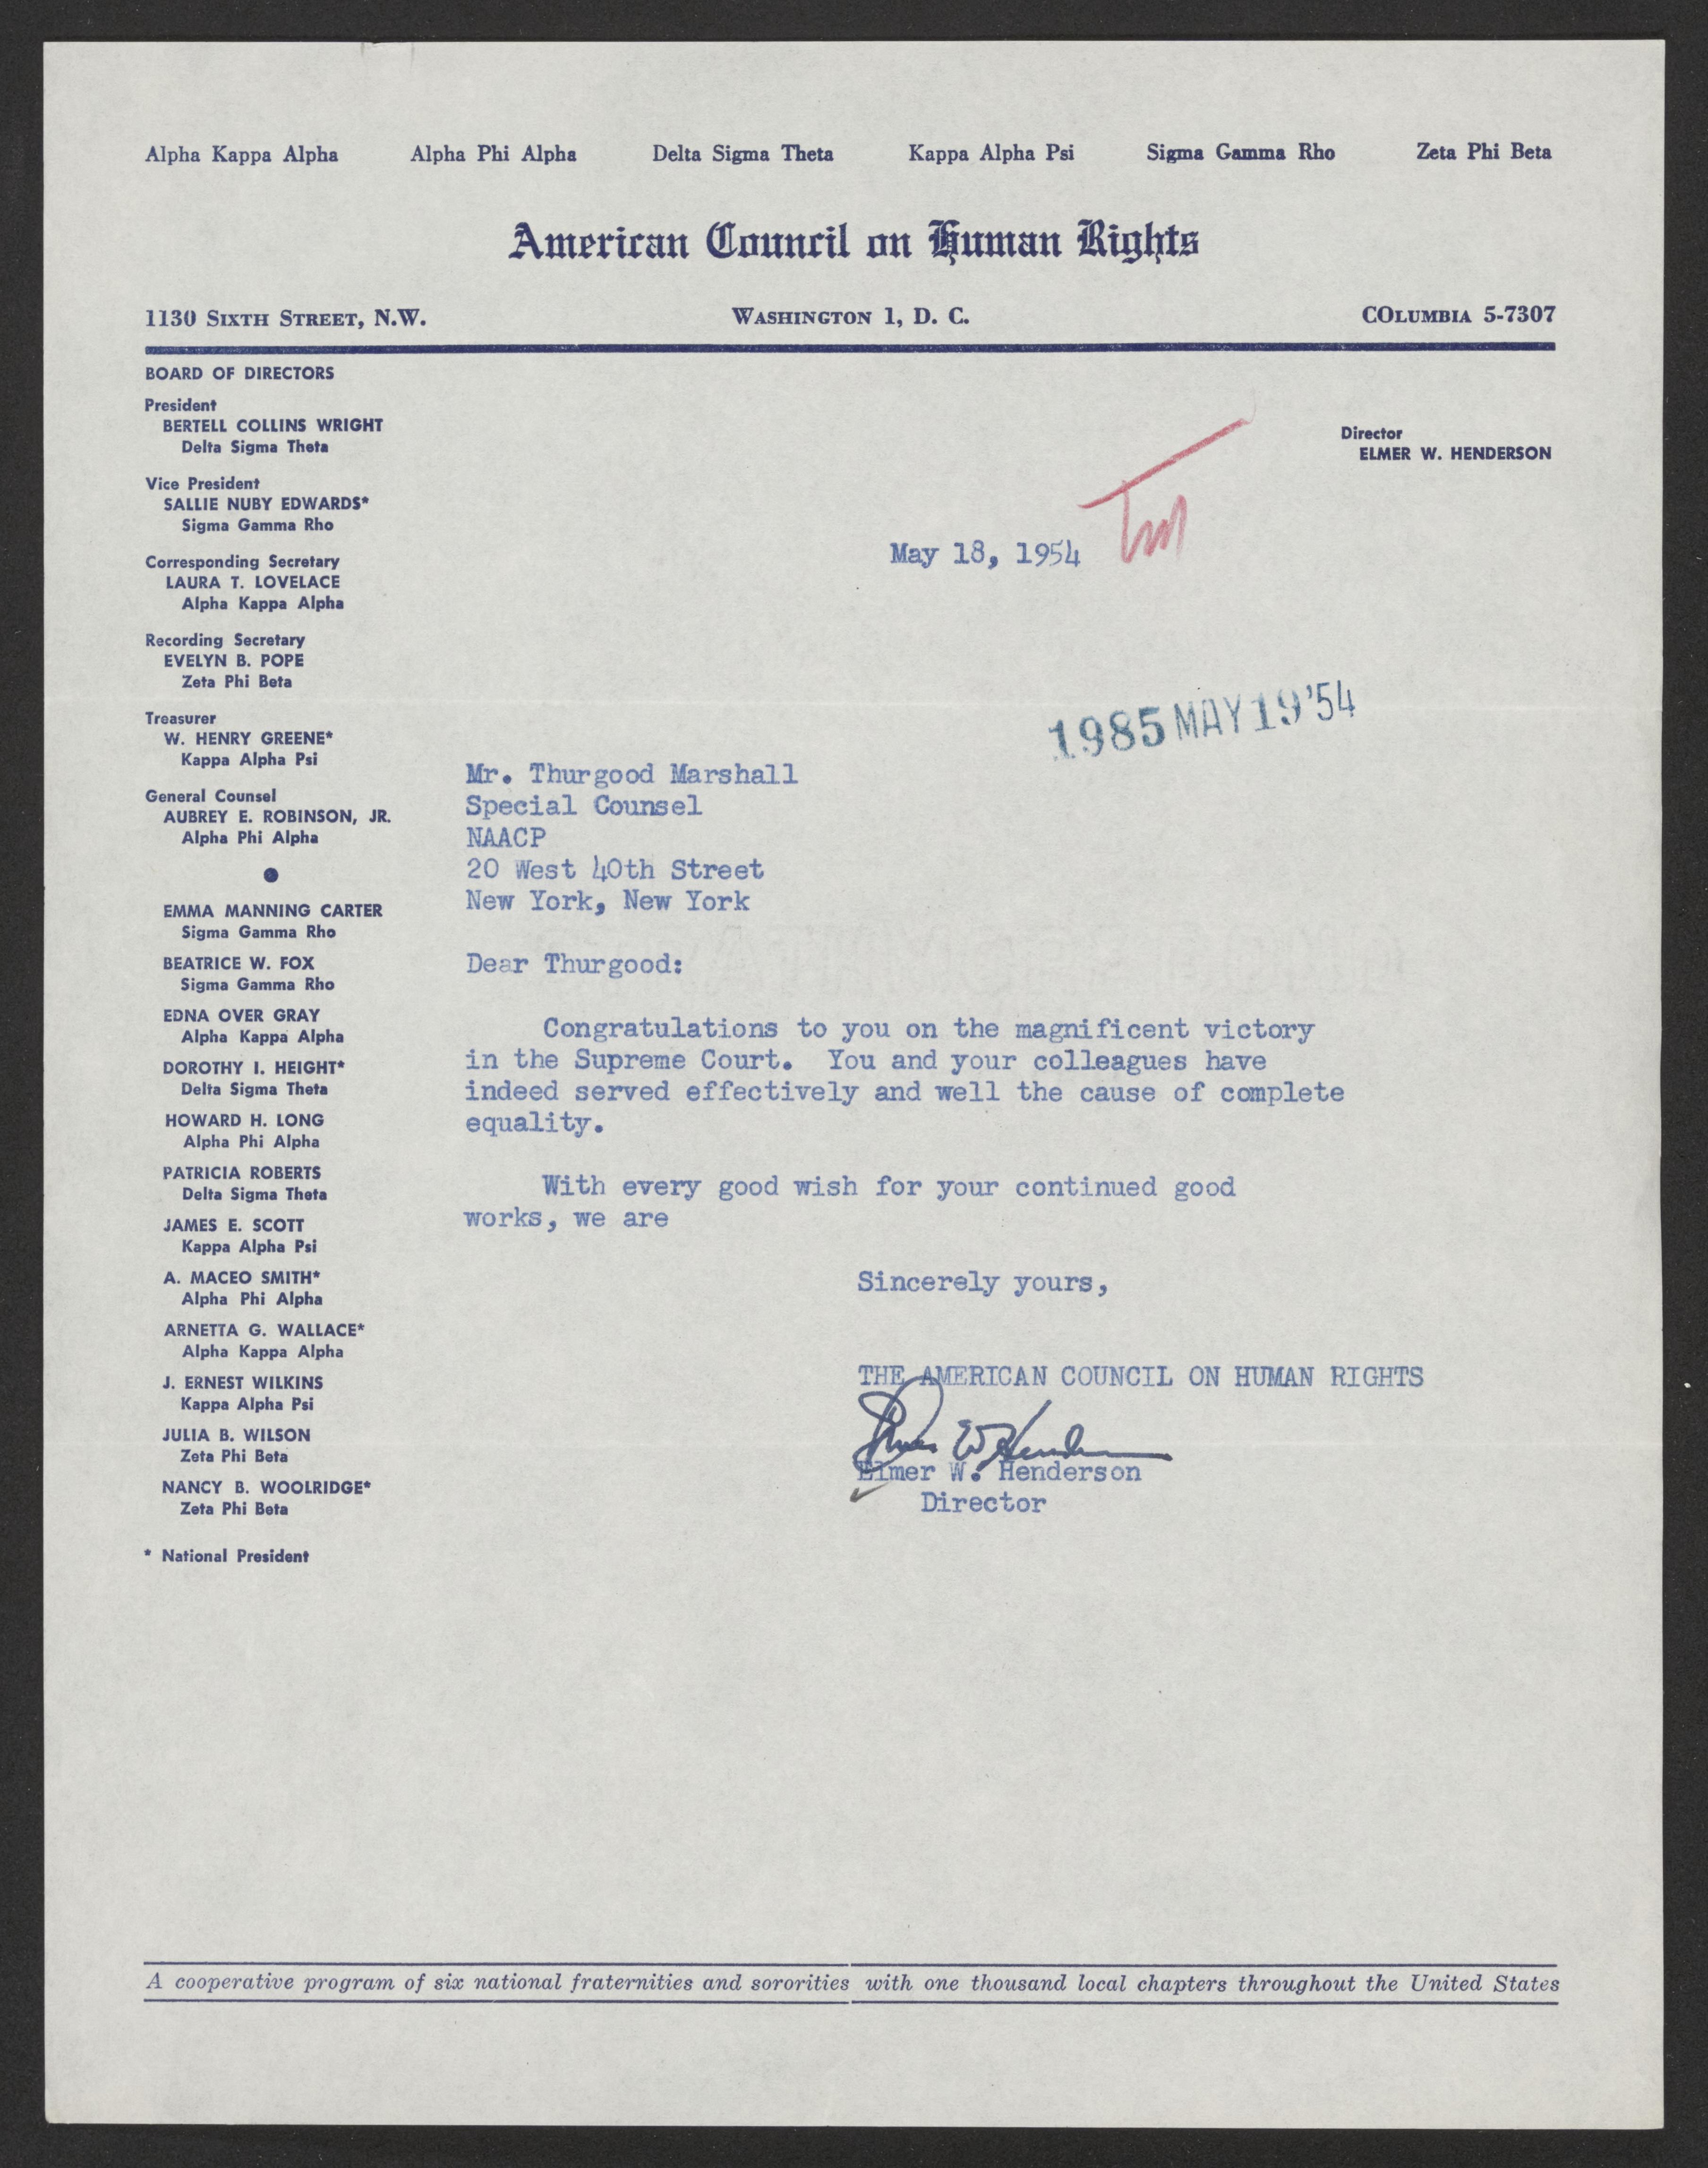 Alpha Kappa Alpha Alpha Phi Alpha Delta Sigma Theta Kappa Alpha Psi Sigma Gamma Rho Zeta Phi Beta
American Council on Human Rights
1130 SIXTH STREET, N.W. WASHINGTON 1, D. C. COLUMBIA 5-7307
BOARD OF DIRECTORS
President
BERTELL COLLINS WRIGHT
Delta Sigma Theta
Vice President
SALLIE NUBY EDWARDS*
Sigma Gamma Rho
Corresponding Secretary
LAURA T. LOVELACE
Alpha Kappa Alpha
Recording Secretary
EVELYN B. POPE
Zeta Phi Beta
Treasurer
W. HENRY GREENE*
Kappa Alpha Psi
General Counsel
AUBREY E. ROBINSON, JR.
Alpha Phi Alpha
EMMA MANNING CARTER
Sigma Gamma Rho
BEATRICE W. FOX
Sigma Gamma Rho
EDNA OVER GRAY
Alpha Kappa Alpha
DOROTHY I. HEIGHT*
Delta Sigma Theta
HOWARD H. LONG
Alpha Phi Alpha
PATRICIA ROBERTS
Delta Sigma Theta
JAMES E. SCOTT
Kappa Alpha Psi
A. MACEO SMITH*
Alpha Phi Alpha
ARNETTA G. WALLACE*
Alpha Kappa Alpha
J. ERNEST WILKINS
Kappa Alpha Psi
JULIA B. WILSON
Zeta Phi Beta
NANCY B. WOOLRIDGE*
Zeta Phi Beta
* National President
Director
ELMER W. HENDERSON
TM
May 18, 1954
1985 MAY 19 '54
Mr. Thurgood Marshall
Special Counsel
NAACP
20 West 40th Street
New York, New York
Dear Thurgood:
Congratulations to you on the magnificent victory
in the Supreme Court. You and your colleagues have
indeed served effectively and well the cause of complete
equality.
With every good wish for your continued good
works, we are
Sincerely yours,
THE AMERICAN COUNCIL ON HUMAN RIGHTS
Elmer W Henderson
Elmer W. Henderson
Director
A cooperative program of six national fraternities and sororities with one thousand local chapters throughout the United States